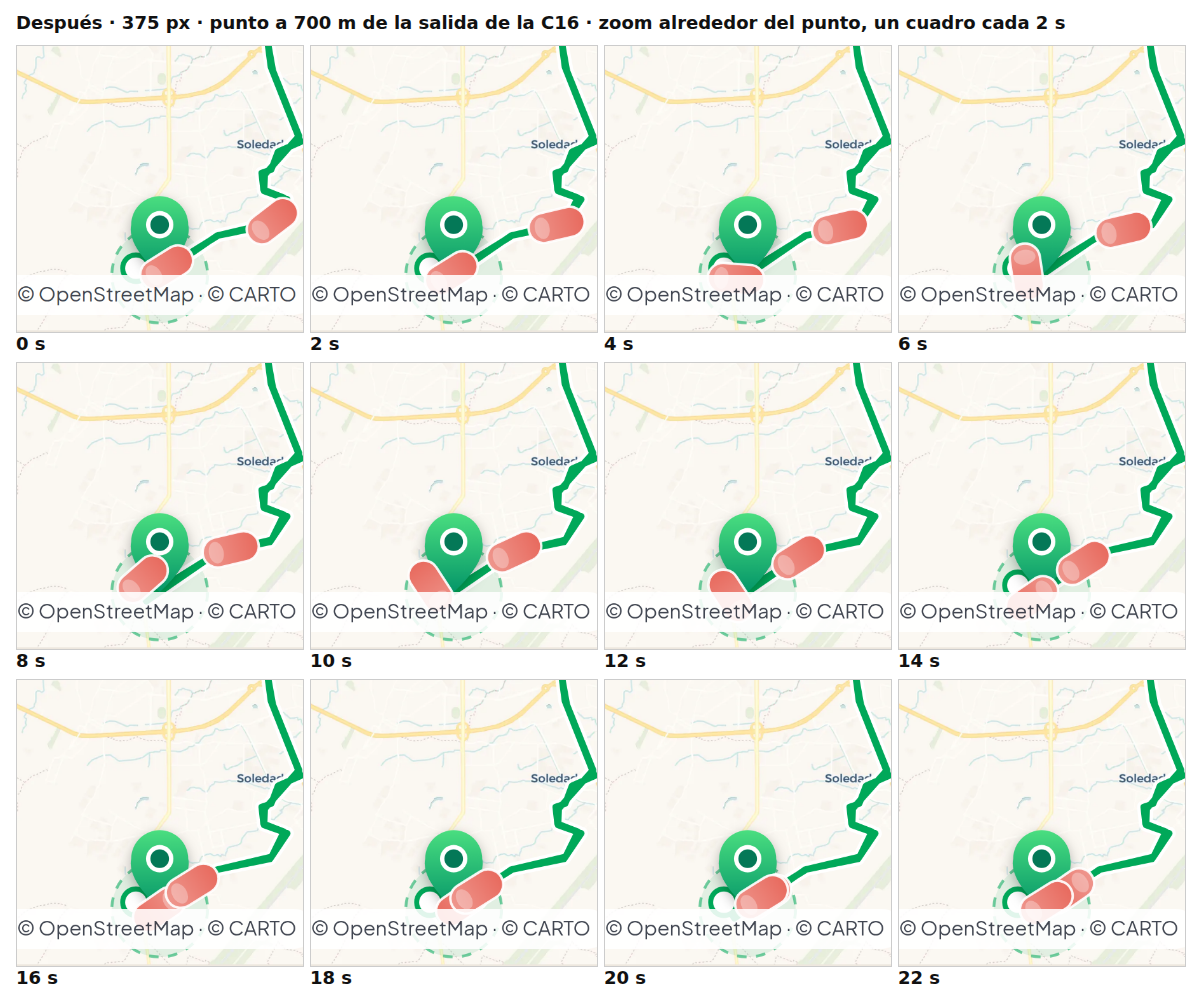 Después · 375 px · punto a 700 m de la salida de la C16 · zoom alrededor del punto, un cuadro cada 2 s
Soledad Soledad Soledad Soledad
© OpenStreetMap · © CARTO © OpenStreetMap · © CARTO © OpenStreetMap · © CARTO © OpenStreetMap · © CARTO
0 s 2 s 4 s 6 s
Soledad Soledad Soledad Soledad
© OpenStreetMap · © CARTO © OpenStreetMap · © CARTO © OpenStreetMap · © CARTO © OpenStreetMap · © CARTO
8 s 10 s 12 s 14 s
Soledad Soledad Soledad Soledad
© OpenStreetMap · © CARTO © OpenStreetMap · © CARTO © OpenStreetMap · © CARTO © OpenStreetMap · © CARTO
16 s 18 s 20 s 22 s